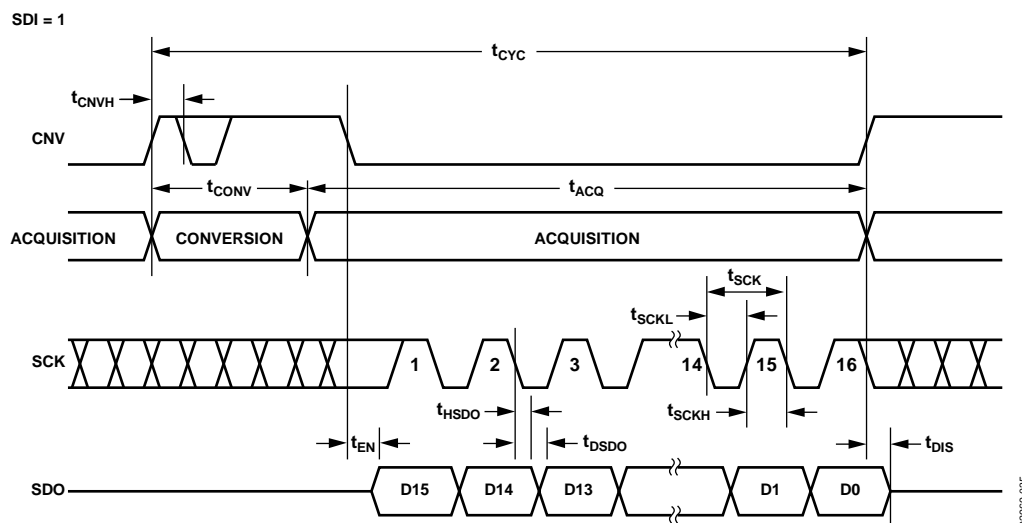 SDI = 1
tCYC
tCNVH
CNV
tCONV
tACQ
ACQUISITION
CONVERSION
ACQUISITION
tSCK
tSCKL
SCK
1
2
3
14
15
16
tHSDO
tSCKH
tEN
tDSDO
tDIS
SDO
D15
D14
D13
D1
D0